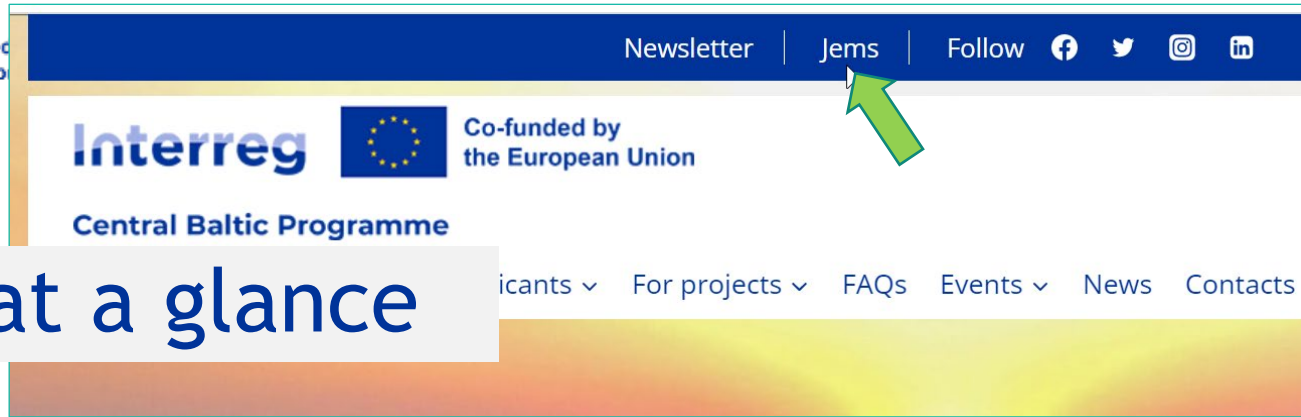 Newsletter | Jems | Follow
Interreg
Co-funded by
the European Union
Central Baltic Programme
at a glance
icants For projects FAQs Events News Contacts